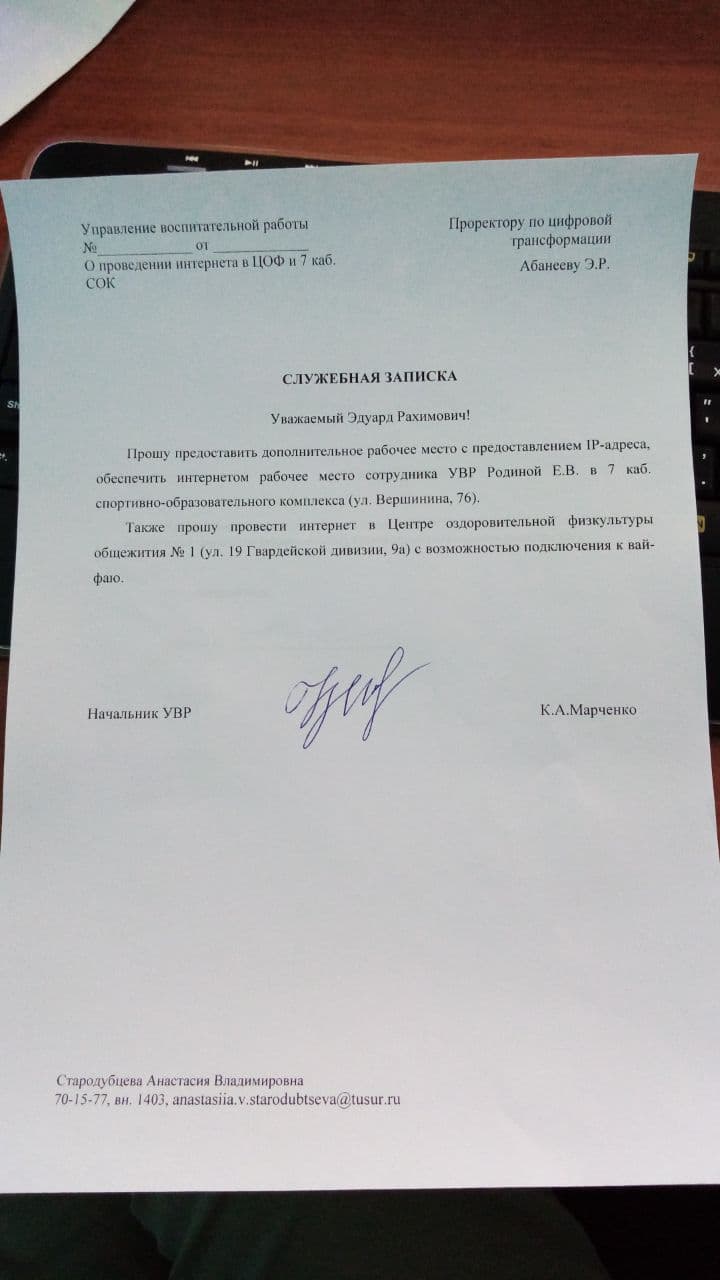 Управление воспитательной работы
№_____________ от _____________
О проведении интернета в ЦОФ и 7 каб.
СОК
Проректору по цифровой
трансформации
Абанееву Э.Р.
СЛУЖЕБНАЯ ЗАПИСКА
Уважаемый Эдуард Рахимович!
Прошу предоставить дополнительное рабочее место с предоставлением IP-адреса,
обеспечить интернетом рабочее место сотрудника УВР Родиной Е.В. в 7 каб.
спортивно-образовательного комплекса (ул. Вершинина, 76).
Также прошу провести интернет в Центре оздоровительной физкультуры
общежития № 1 (ул. 19 Гвардейской дивизии, 9а) с возможностью подключения к вай-
фаю.
Начальник УВР
К.А.Марченко
Стародубцева Анастасия Владимировна
70-15-77, вн. 1403, anastasiia.v.starodubtseva@tusur.ru